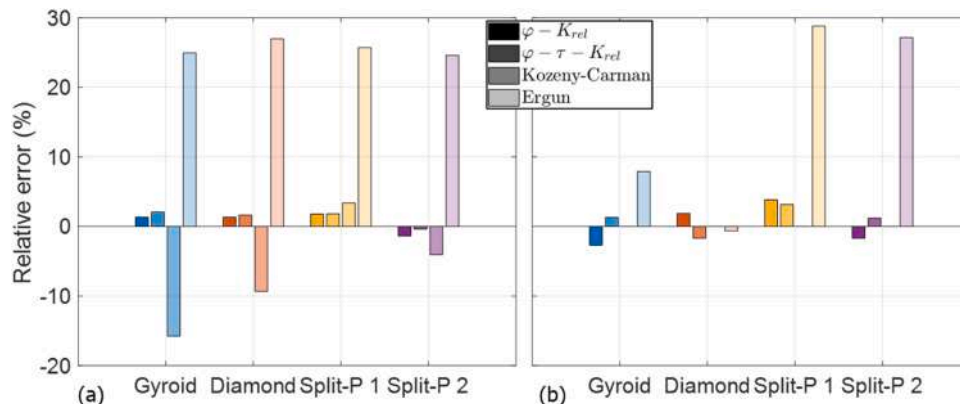 30
20
10
0
-10
-20
Relative error (%)
φ − K_rel
φ − τ − K_rel
Kozeny-Carman
Ergun
(a) Gyroid Diamond Split-P 1 Split-P 2
(b) Gyroid Diamond Split-P 1 Split-P 2